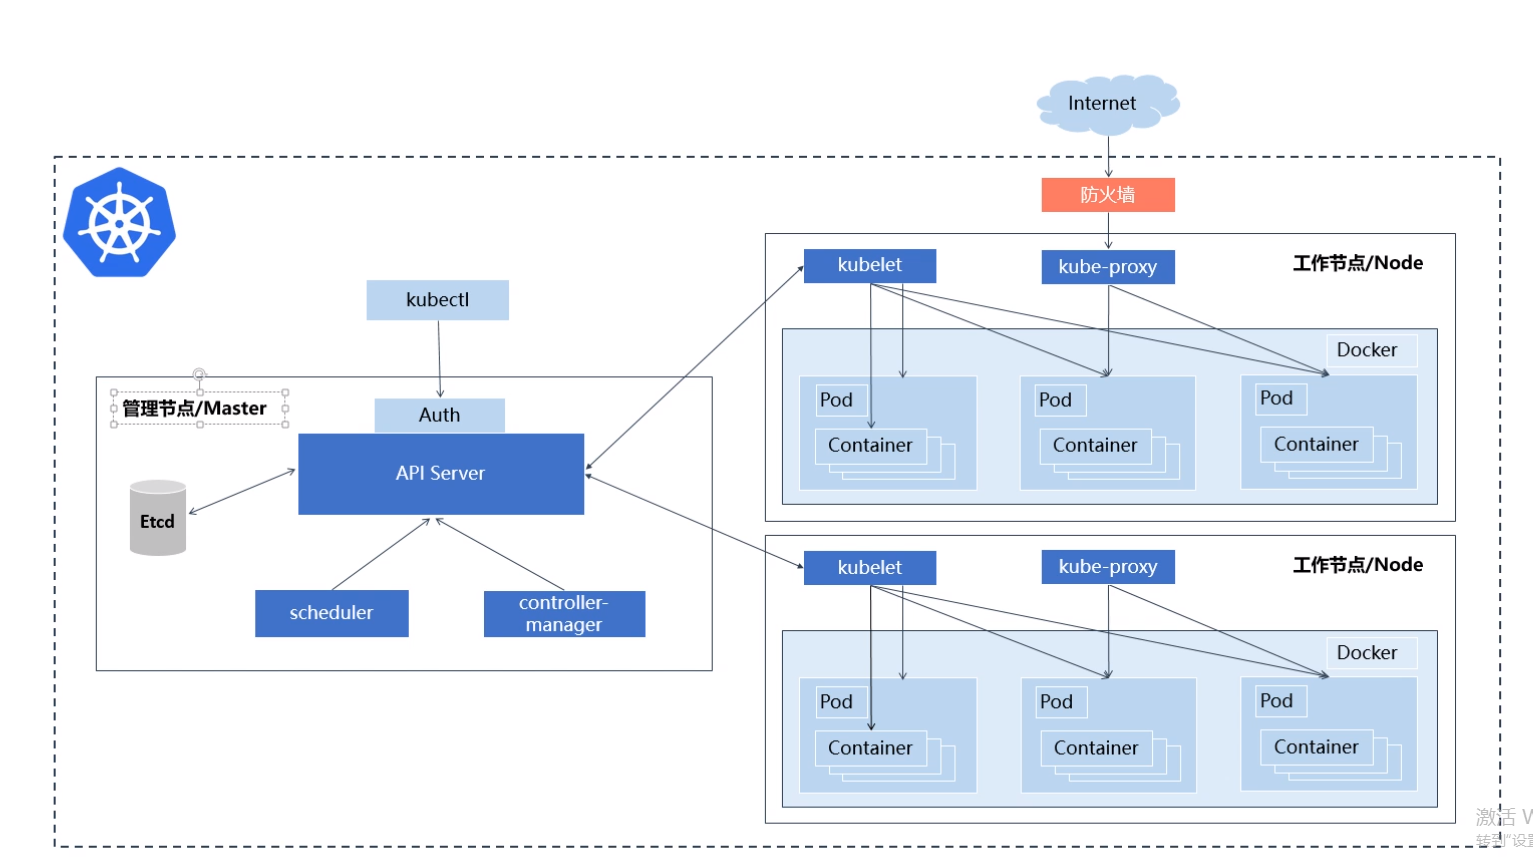 Internet
防火墙
kubelet
kube-proxy
工作节点/Node
kubectl
Docker
管理节点/Master
Auth
Pod
Pod
Pod
Container
Container
Container
API Server
Etcd
kubelet
kube-proxy
工作节点/Node
scheduler
controller-
manager
Docker
Pod
Pod
Pod
Container
Container
Container
激活 W
转到"设置